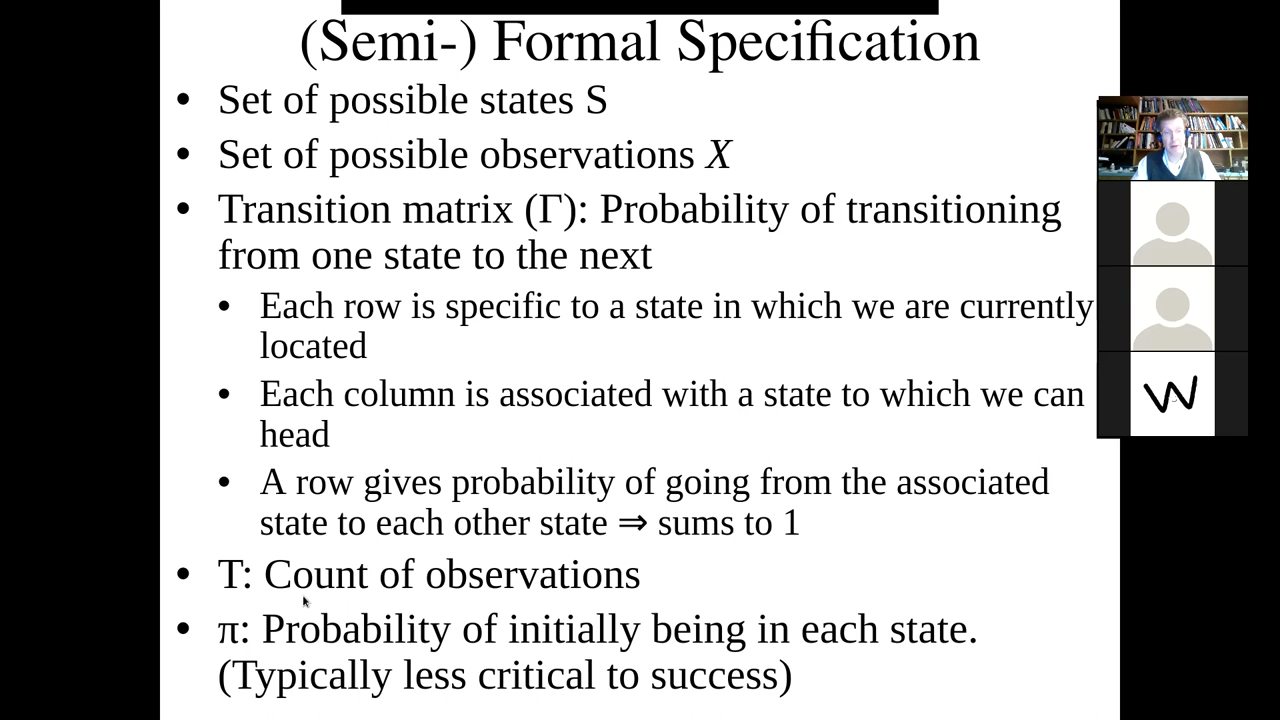 (Semi-) Formal Specification
• Set of possible states S
• Set of possible observations X
• Transition matrix (Γ): Probability of transitioning
from one state to the next
• Each row is specific to a state in which we are currently
located
• Each column is associated with a state to which we can
head
• A row gives probability of going from the associated
state to each other state ⇒ sums to 1
• T: Count of observations
• π: Probability of initially being in each state.
(Typically less critical to success)
W